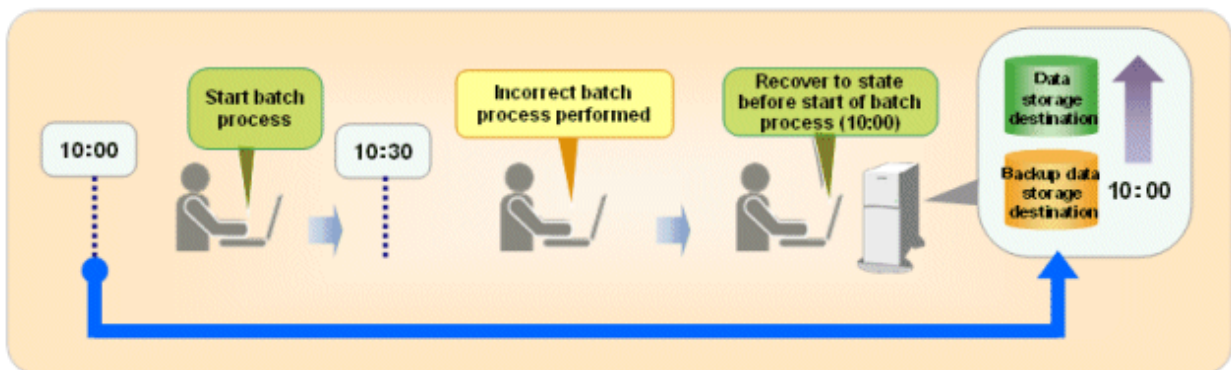 10:00
Start batch
process
10:30
Incorrect batch
process performed
Recover to state
before start of batch
process (10:00)
Data
storage
destination
Backup data
storage
destination
10:00